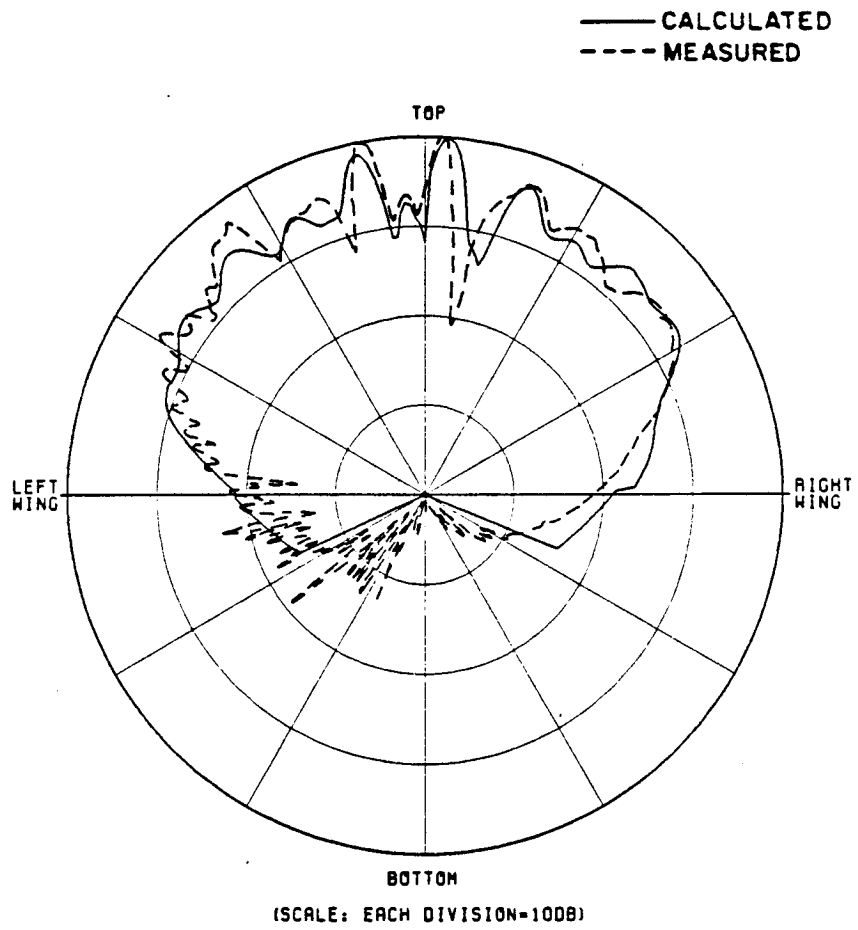 CALCULATED
MEASURED
TOP
LEFT WING
RIGHT WING
BOTTOM
(SCALE: EACH DIVISION=10DB)